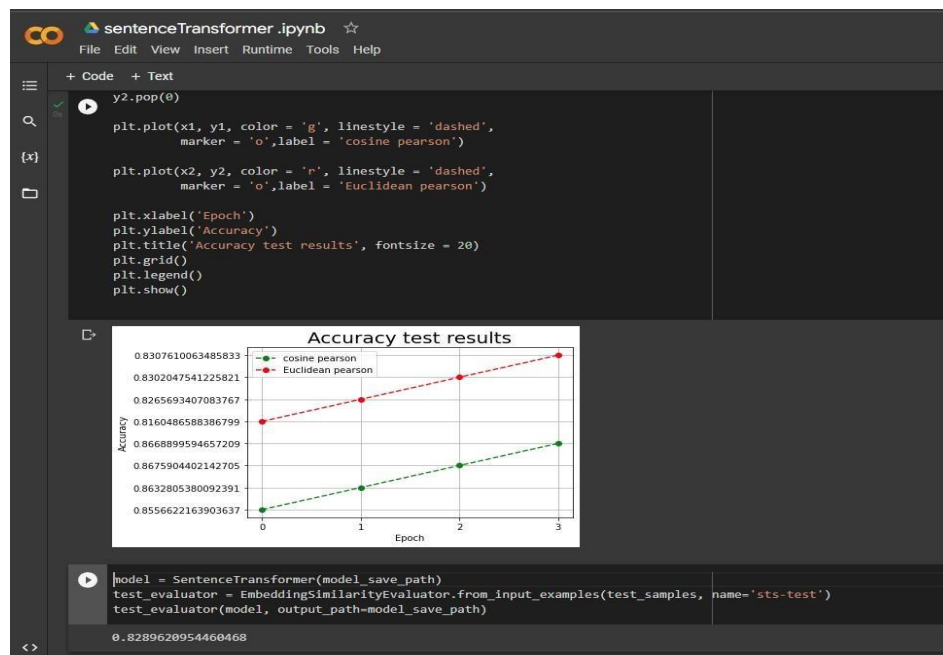 sentenceTransformer .ipynb
File Edit View Insert Runtime Tools Help
+ Code + Text
y2.pop(0)
plt.plot(x1, y1, color = 'g', linestyle = 'dashed',
marker = 'o',label = 'cosine pearson')
plt.plot(x2, y2, color = 'r', linestyle = 'dashed',
marker = 'o',label = 'Euclidean pearson')
plt.xlabel('Epoch')
plt.ylabel('Accuracy')
plt.title('Accuracy test results', fontsize = 20)
plt.grid()
plt.legend()
plt.show()
Accuracy test results
cosine pearson
Euclidean pearson
0.8307610063485833
0.8302047541225821
0.8265693407083767
0.8160486588386799
0.8668899594657209
0.8675904402142705
0.8632805380092391
0.8556622163903637
Accuracy
0 1 2 3
Epoch
model = SentenceTransformer(model_save_path)
test_evaluator = EmbeddingSimilarityEvaluator.from_input_examples(test_samples, name='sts-test')
test_evaluator(model, output_path=model_save_path)
0.8289620954460468